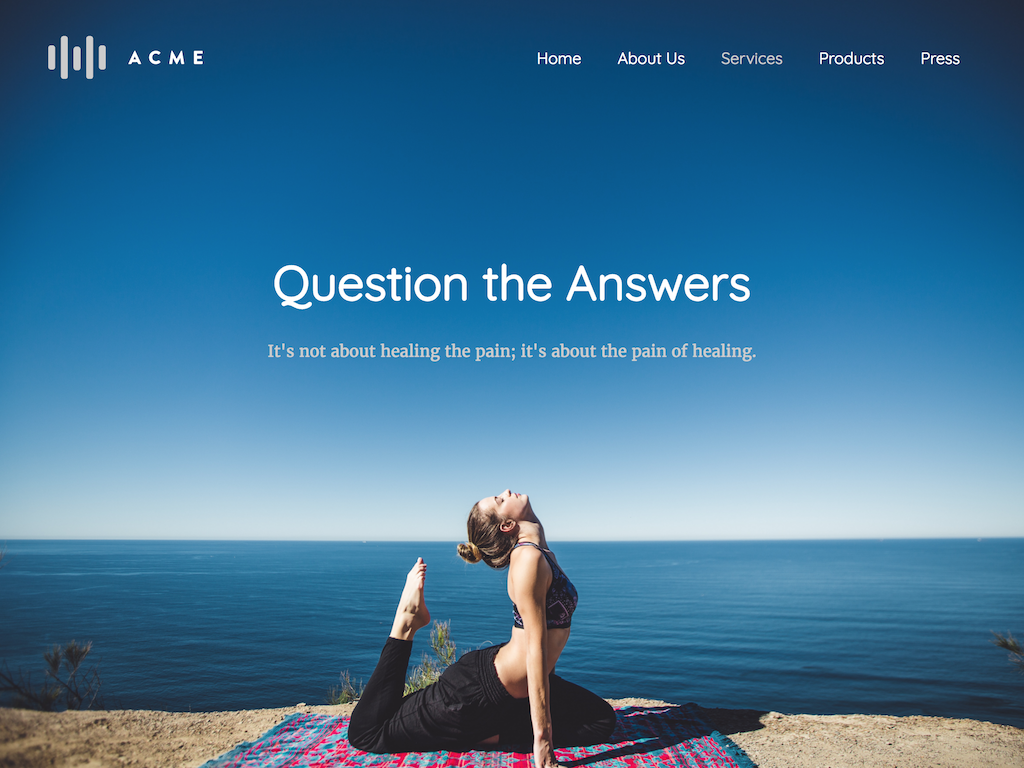 ACME
Home About Us Services Products Press
Question the Answers
It's not about healing the pain; it's about the pain of healing.